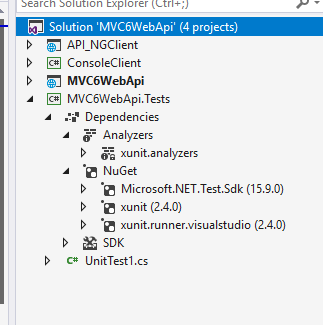 Search Solution Explorer (Ctrl+;)
Solution 'MVC6WebApi' (4 projects)
API_NGClient
C# ConsoleClient
MVC6WebApi
C# MVC6WebApi.Tests
Dependencies
Analyzers
xunit.analyzers
NuGet
Microsoft.NET.Test.Sdk (15.9.0)
xunit (2.4.0)
xunit.runner.visualstudio (2.4.0)
SDK
C# UnitTest1.cs